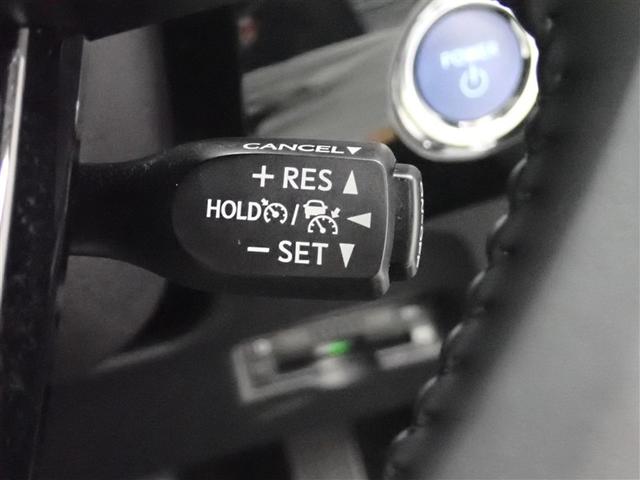 POWER
CANCEL▼
+ RES ▲
HOLD / ◀
− SET ▼